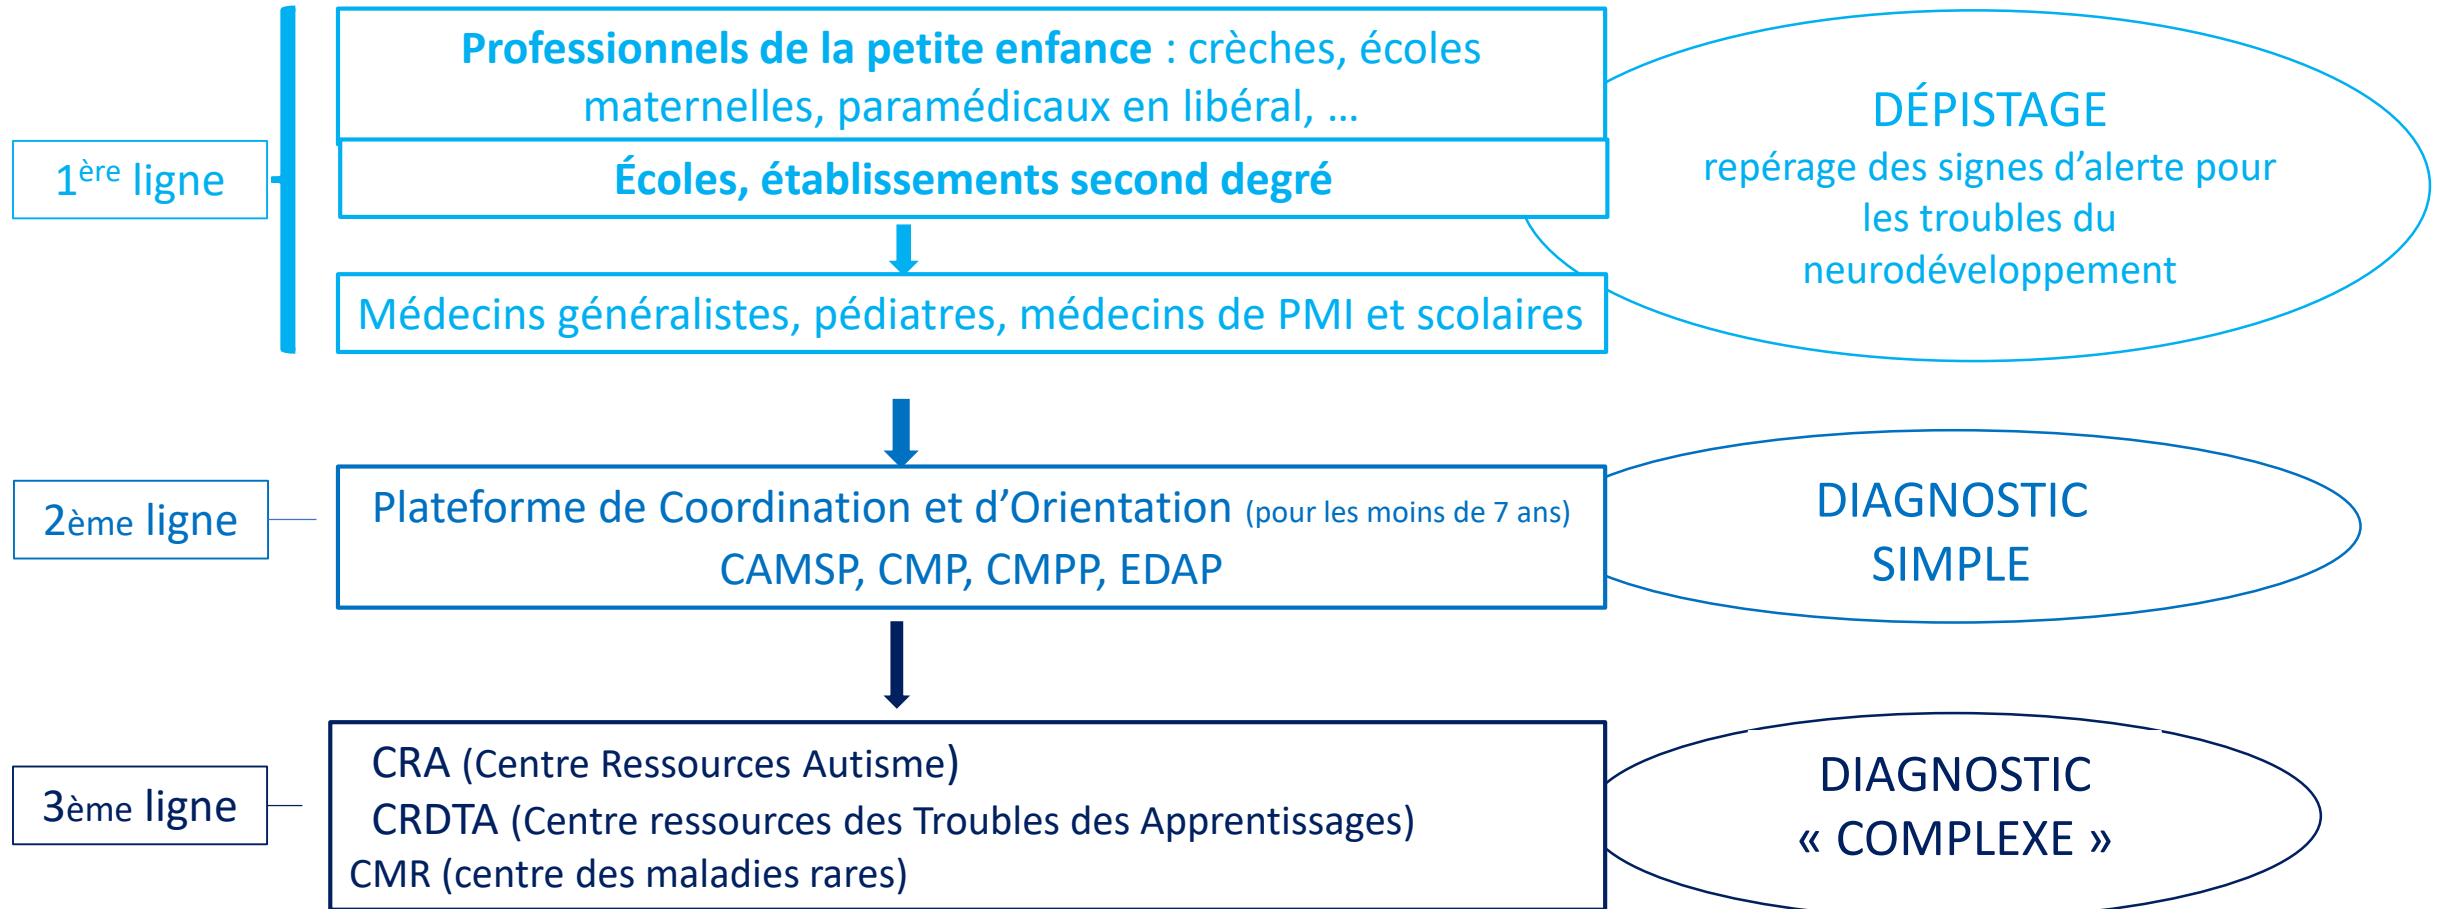 Professionnels de la petite enfance : crèches, écoles
maternelles, paramédicaux en libéral, ...
Écoles, établissements second degré
1ère ligne
Médecins généralistes, pédiatres, médecins de PMI et scolaires
DÉPISTAGE
repérage des signes d’alerte pour
les troubles du
neurodéveloppement
2ème ligne
Plateforme de Coordination et d’Orientation (pour les moins de 7 ans)
CAMSP, CMP, CMPP, EDAP
DIAGNOSTIC
SIMPLE
3ème ligne
CRA (Centre Ressources Autisme)
CRDTA (Centre ressources des Troubles des Apprentissages)
CMR (centre des maladies rares)
DIAGNOSTIC
« COMPLEXE »